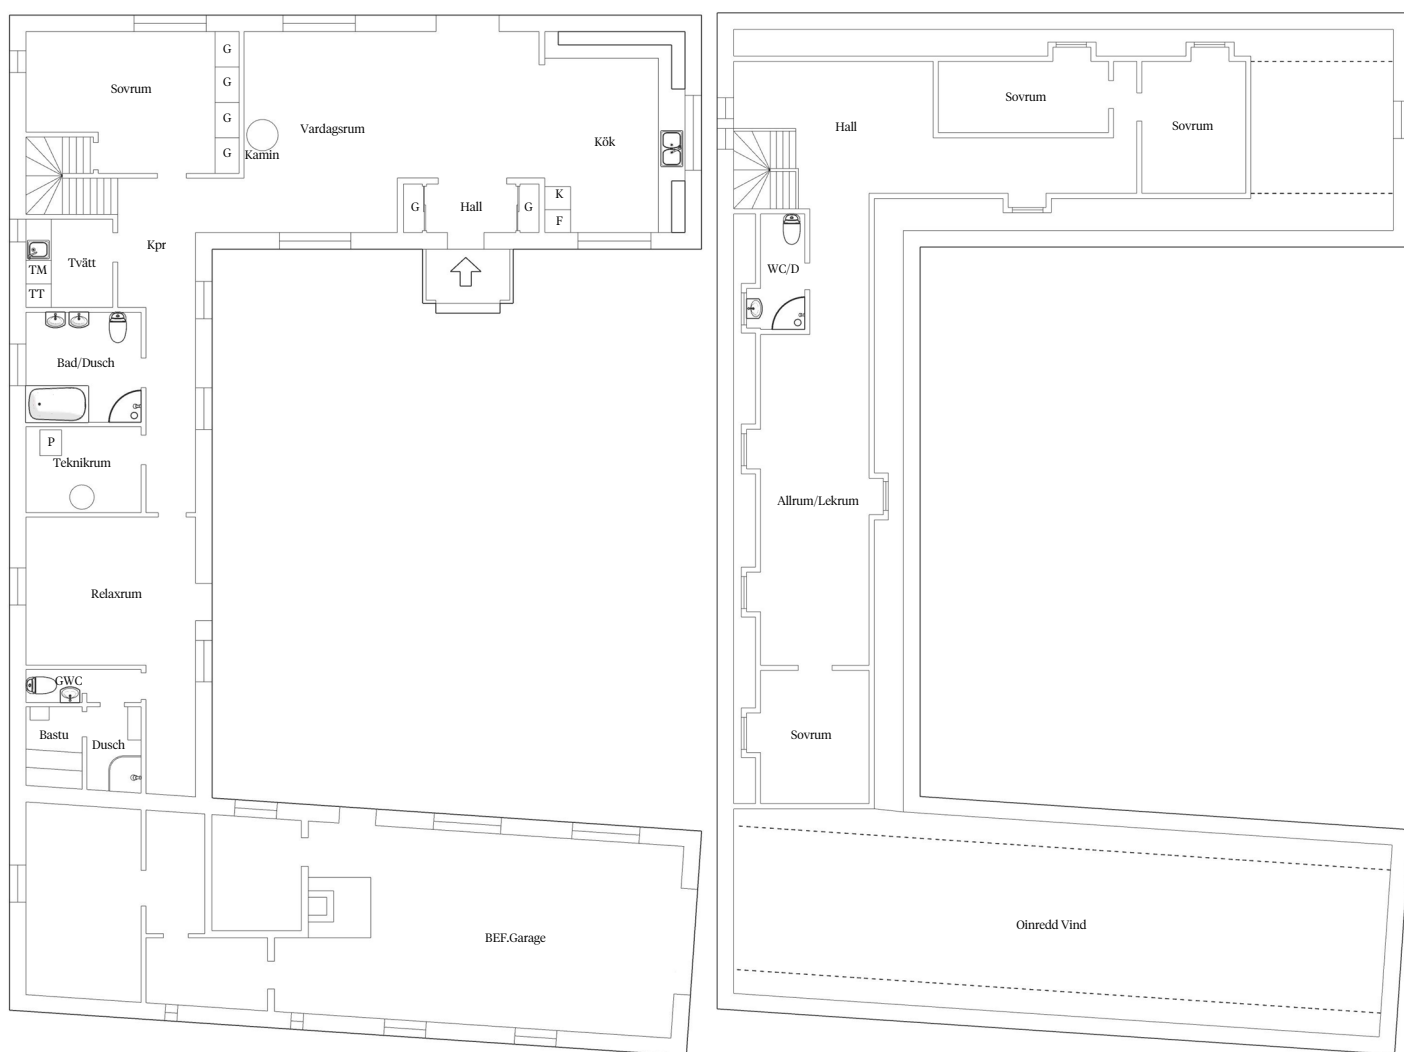 G
Sovrum
G
G
Vardagsrum
Kök
G
Kamin
K
G
Hall
G
F
Kpr
Tvätt
TM
TT
Bad/Dusch
P
Teknikrum
Relaxrum
GWC
Bastu
Dusch
BEF.Garage
Sovrum
Hall
Sovrum
WC/D
Allrum/Lekrum
Sovrum
Oinredd Vind